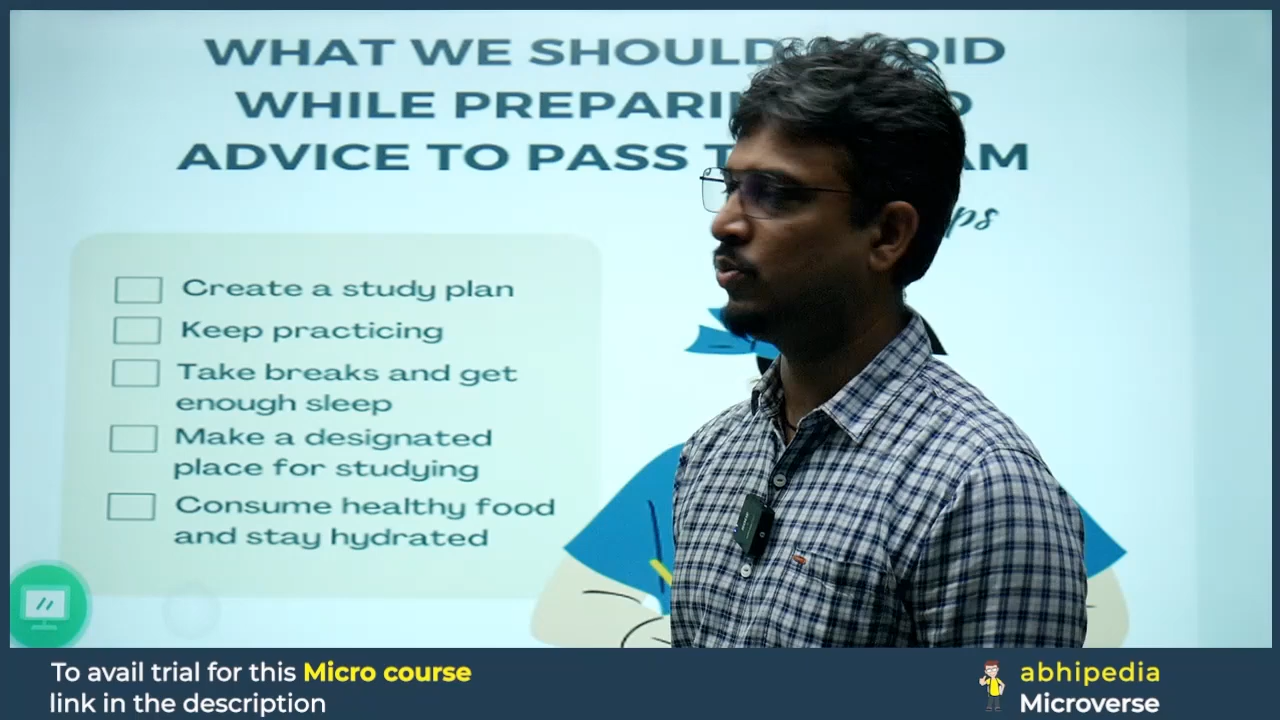 WHAT WE SHOULD
WHILE PREPARI
ADVICE TO PASS
Create a study plan
Keep practicing
Take breaks and get
enough sleep
Make a designated
place for studying
Consume healthy food
and stay hydrated
To avail trial for this Micro course
link in the description
abhipedia
Microverse